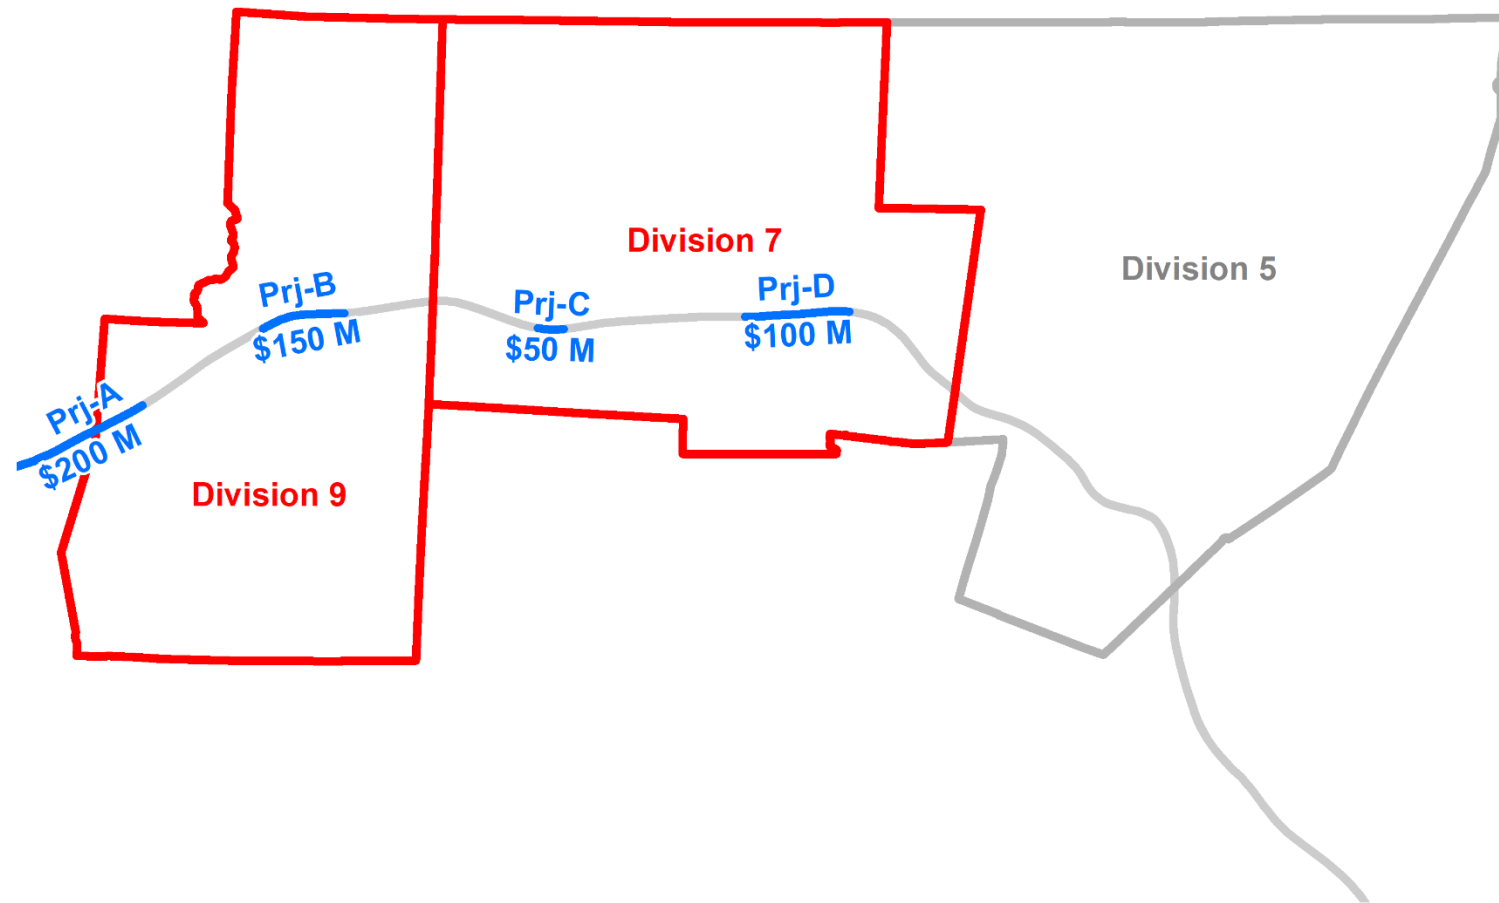 Division 7
Division 5
Prj-B
$150 M
Prj-C
$50 M
Prj-D
$100 M
Prj-A
$200 M
Division 9